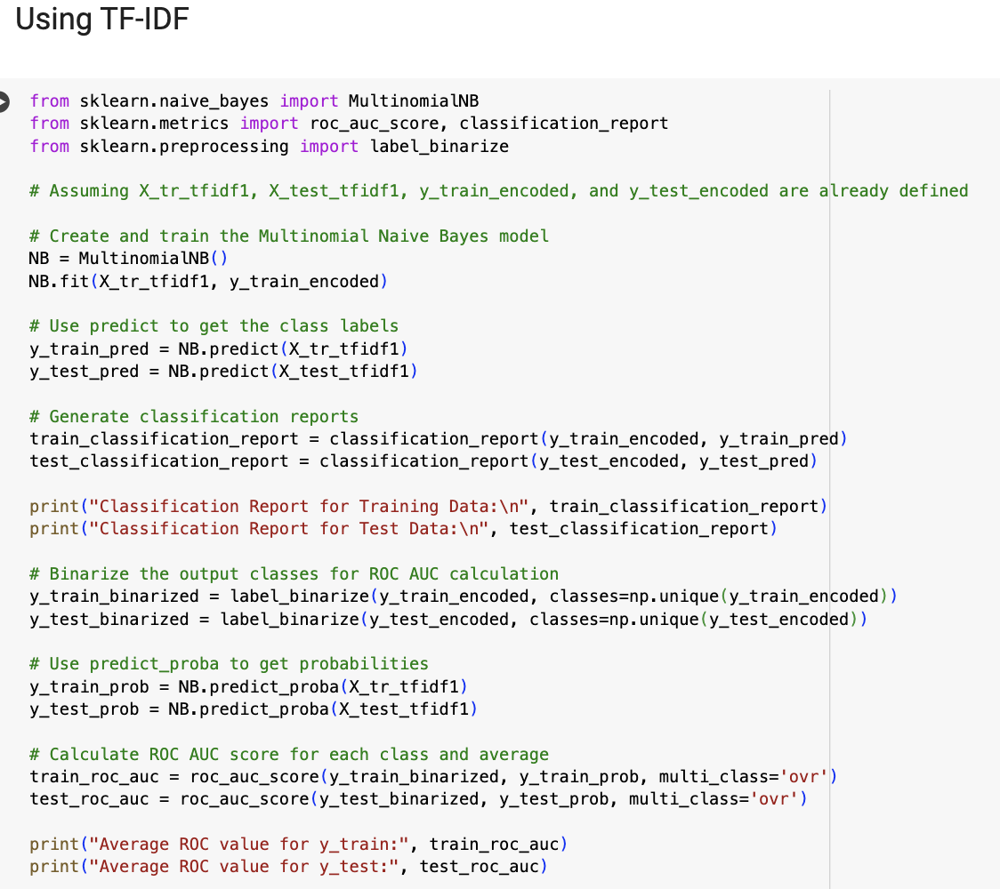 Using TF-IDF
from sklearn.naive_bayes import MultinomialNB
from sklearn.metrics import roc_auc_score, classification_report
from sklearn.preprocessing import label_binarize
# Assuming X_tr_tfidf1, X_test_tfidf1, y_train_encoded, and y_test_encoded are already defined
# Create and train the Multinomial Naive Bayes model
NB = MultinomialNB()
NB.fit(X_tr_tfidf1, y_train_encoded)
# Use predict to get the class labels
y_train_pred = NB.predict(X_tr_tfidf1)
y_test_pred = NB.predict(X_test_tfidf1)
# Generate classification reports
train_classification_report = classification_report(y_train_encoded, y_train_pred)
test_classification_report = classification_report(y_test_encoded, y_test_pred)
print("Classification Report for Training Data:\n", train_classification_report)
print("Classification Report for Test Data:\n", test_classification_report)
# Binarize the output classes for ROC AUC calculation
y_train_binarized = label_binarize(y_train_encoded, classes=np.unique(y_train_encoded))
y_test_binarized = label_binarize(y_test_encoded, classes=np.unique(y_test_encoded))
# Use predict_proba to get probabilities
y_train_prob = NB.predict_proba(X_tr_tfidf1)
y_test_prob = NB.predict_proba(X_test_tfidf1)
# Calculate ROC AUC score for each class and average
train_roc_auc = roc_auc_score(y_train_binarized, y_train_prob, multi_class='ovr')
test_roc_auc = roc_auc_score(y_test_binarized, y_test_prob, multi_class='ovr')
print("Average ROC value for y_train:", train_roc_auc)
print("Average ROC value for y_test:", test_roc_auc)